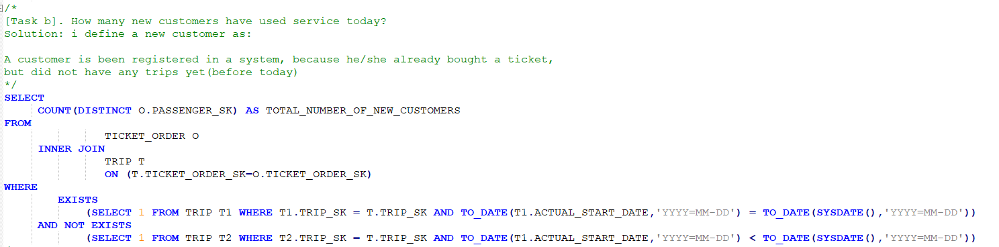 /*
[Task b]. How many new customers have used service today?
Solution: i define a new customer as:
A customer is been registered in a system, because he/she already bought a ticket,
but did not have any trips yet(before today)
*/
SELECT
COUNT(DISTINCT O.PASSENGER_SK) AS TOTAL_NUMBER_OF_NEW_CUSTOMERS
FROM
TICKET_ORDER O
INNER JOIN
TRIP T
ON (T.TICKET_ORDER_SK=O.TICKET_ORDER_SK)
WHERE
EXISTS
(SELECT 1 FROM TRIP T1 WHERE T1.TRIP_SK = T.TRIP_SK AND TO_DATE(T1.ACTUAL_START_DATE,'YYYY=MM-DD') = TO_DATE(SYSDATE(),'YYYY=MM-DD'))
AND NOT EXISTS
(SELECT 1 FROM TRIP T2 WHERE T2.TRIP_SK = T.TRIP_SK AND TO_DATE(T1.ACTUAL_START_DATE,'YYYY=MM-DD') < TO_DATE(SYSDATE(),'YYYY=MM-DD'))